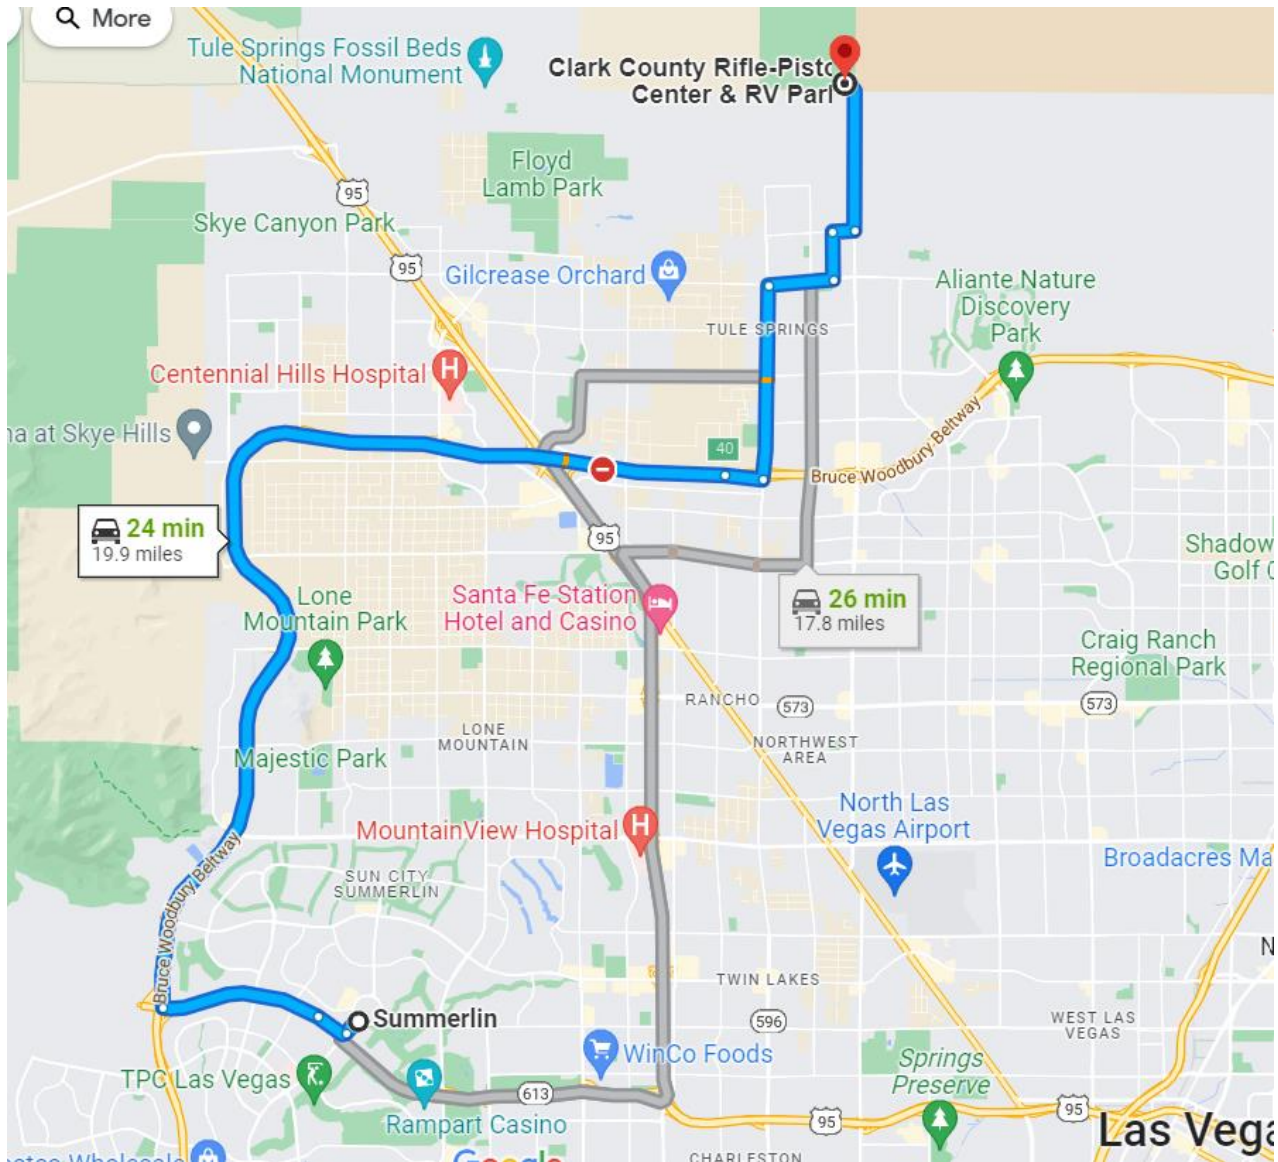 More
Tule Springs Fossil Beds
National Monument
Clark County Rifle-Pisto
Center & RV Parl
Floyd
Lamb Park
95
Skye Canyon Park
95
Gilcrease Orchard
Aliante Nature
Discovery
Park
TULE SPRINGS
Centennial Hills Hospital
H
na at Skye Hills
40
Bruce Woodbury Beltway
24 min
19.9 miles
95
Shadow
Golf C
Lone
Mountain Park
Santa Fe Station
Hotel and Casino
26 min
17.8 miles
Craig Ranch
Regional Park
RANCHO
573
573
LONE
MOUNTAIN
NORTHWEST
AREA
Majestic Park
North Las
Vegas Airport
MountainView Hospital
H
Broadacres Ma
Bruce Woodbury Beltway
SUN CITY
SUMMERLIN
N
TWIN LAKES
Summerlin
596
WEST LAS
VEGAS
WinCo Foods
Springs
Preserve
TPC Las Vegas
613
Rampart Casino
95
95
Las Vega
CHARLESTON
Google